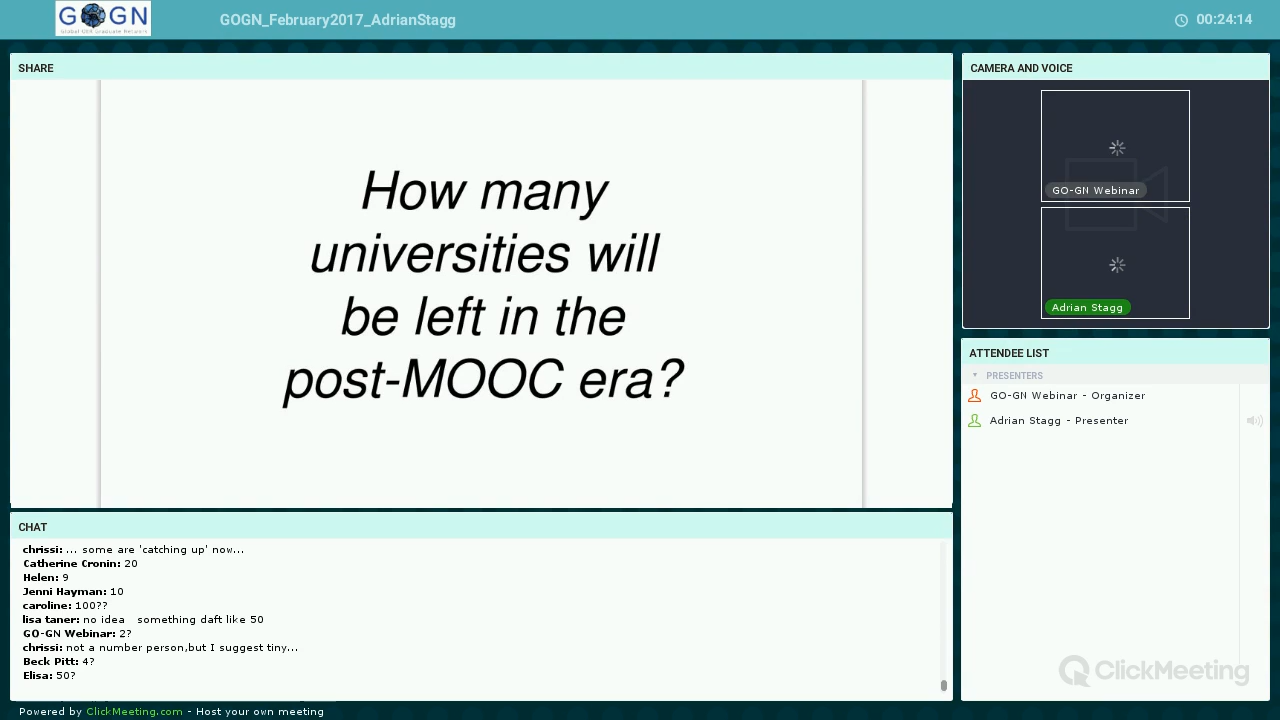 GOGN
Global OER Graduate Network
GOGN_February2017_AdrianStagg
00:24:14
SHARE
How many
universities will
be left in the
post-MOOC era?
CAMERA AND VOICE
GO-GN Webinar
Adrian Stagg
ATTENDEE LIST
PRESENTERS
GO-GN Webinar - Organizer
Adrian Stagg - Presenter
CHAT
chrissi: ... some are 'catching up' now...
Catherine Cronin: 20
Helen: 9
Jenni Hayman: 10
caroline: 100??
lisa taner: no idea something daft like 50
GO-GN Webinar: 2?
chrissi: not a number person,but I suggest tiny...
Beck Pitt: 4?
Elisa: 50?
ClickMeeting
Powered by ClickMeeting.com - Host your own meeting